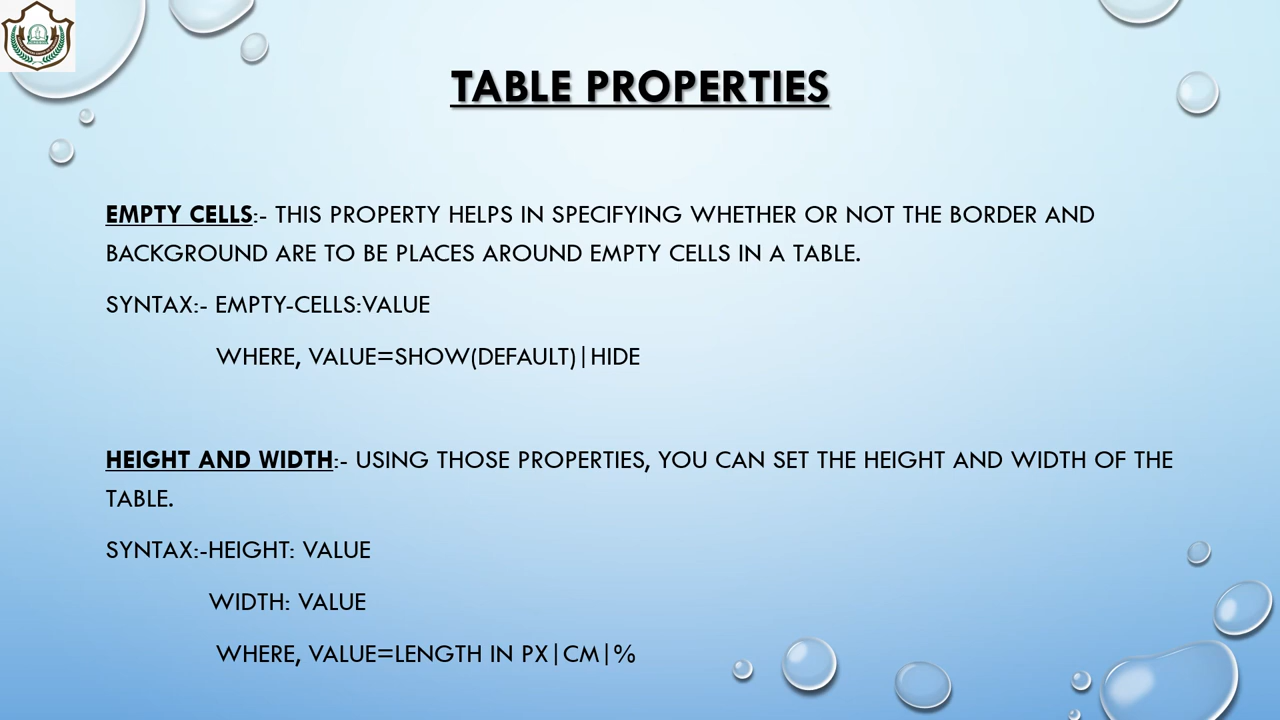 TABLE PROPERTIES
EMPTY CELLS:- THIS PROPERTY HELPS IN SPECIFYING WHETHER OR NOT THE BORDER AND
BACKGROUND ARE TO BE PLACES AROUND EMPTY CELLS IN A TABLE.
SYNTAX:- EMPTY-CELLS:VALUE
WHERE, VALUE=SHOW(DEFAULT)|HIDE
HEIGHT AND WIDTH:- USING THOSE PROPERTIES, YOU CAN SET THE HEIGHT AND WIDTH OF THE
TABLE.
SYNTAX:-HEIGHT: VALUE
WIDTH: VALUE
WHERE, VALUE=LENGTH IN PX|CM|%